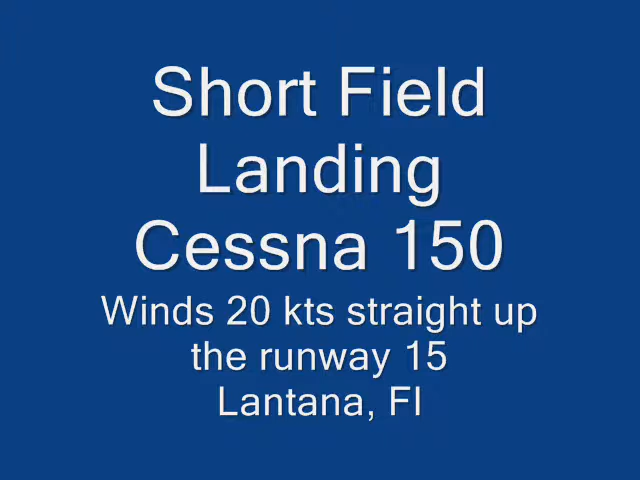 Short Field
Landing
Cessna 150
Winds 20 kts straight up
the runway 15
Lantana, Fl